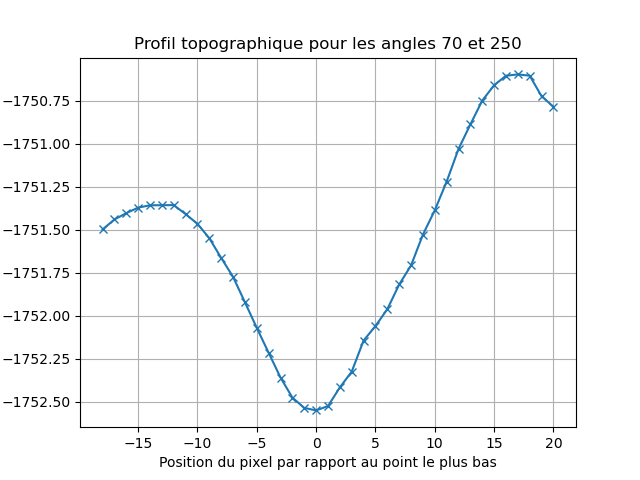 Profil topographique pour les angles 70 et 250
−1750.75
−1751.00
−1751.25
−1751.50
−1751.75
−1752.00
−1752.25
−1752.50
−15 −10 −5 0 5 10 15 20
Position du pixel par rapport au point le plus bas